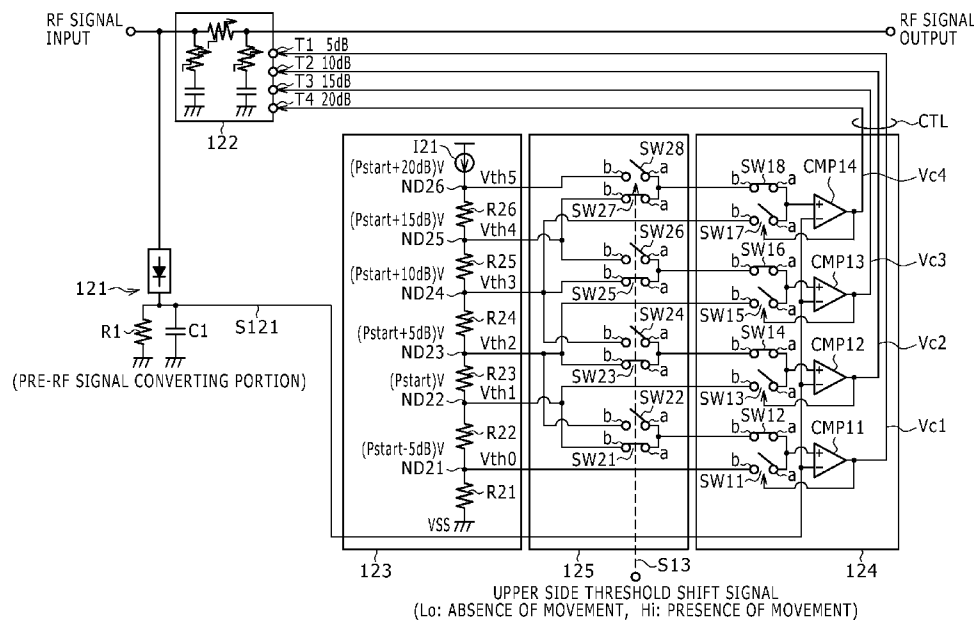 RF SIGNAL
INPUT
RF SIGNAL
OUTPUT
T1 5dB
T2 10dB
T3 15dB
T4 20dB
122
CTL
I21
(Pstart+20dB)V
ND26
Vth5
R26
(Pstart+15dB)V
ND25
Vth4
R25
(Pstart+10dB)V
ND24
Vth3
R24
(Pstart+5dB)V
ND23
Vth2
R23
(Pstart)V
ND22
Vth1
R22
(Pstart-5dB)V
ND21
Vth0
R21
VSS
121
R1
C1
S121
(PRE-RF SIGNAL CONVERTING PORTION)
b
SW28
a
b
SW27
a
b
SW26
a
b
SW25
a
b
SW24
a
b
SW23
a
b
SW22
a
b
SW21
a
b
SW18
a
b
SW17
a
CMP14
+
−
b
SW16
a
b
SW15
a
CMP13
+
−
b
SW14
a
b
SW13
a
CMP12
+
−
b
SW12
a
b
SW11
a
CMP11
+
−
Vc4
Vc3
Vc2
Vc1
123
125
124
S13
UPPER SIDE THRESHOLD SHIFT SIGNAL
(Lo: ABSENCE OF MOVEMENT, Hi: PRESENCE OF MOVEMENT)